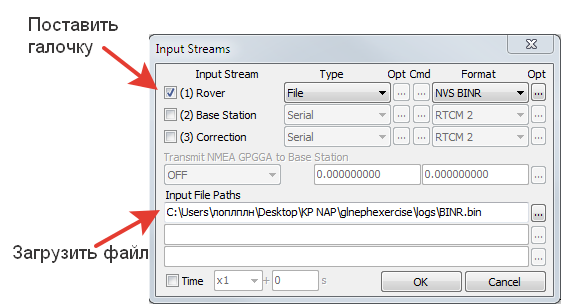 Поставить
галочку
Input Streams
Input Stream Type Opt Cmd Format Opt
(1) Rover File ... ... NVS BINR ...
(2) Base Station Serial ... ... RTCM 2 ...
(3) Correction Serial ... ... RTCM 2 ...
Transmit NMEA GPGGA to Base Station
OFF 0.000000000 0.000000000 ...
Input File Paths
C:\Users\поплплн\Desktop\KP NAP\glnephexercise\logs\BINR.bin ...
...
...
Загрузить файл
Time x1 + 0 s OK Cancel